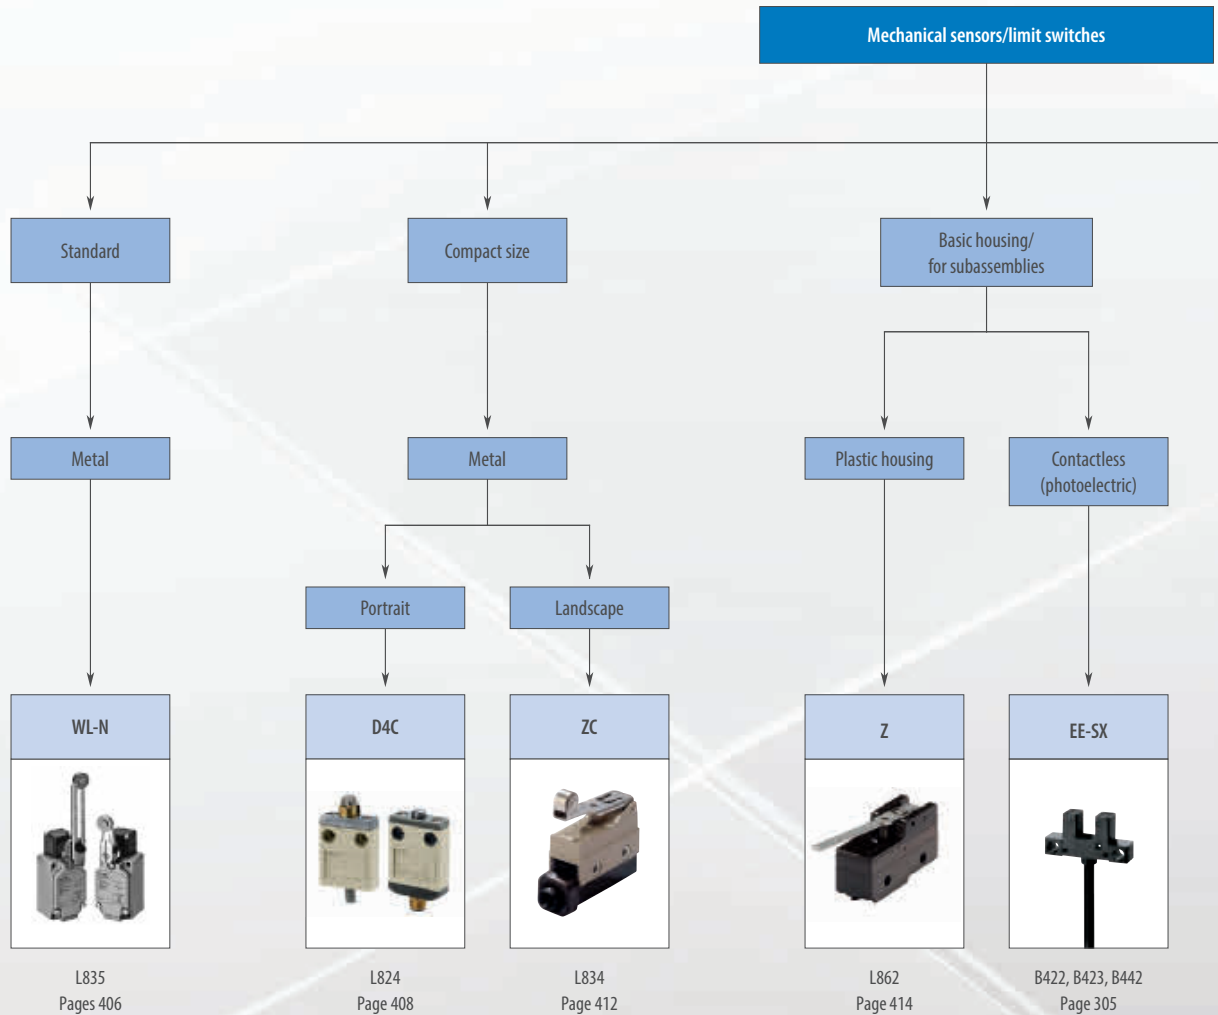 Mechanical sensors/limit switches
Standard
Compact size
Basic housing/
for subassemblies
Metal
Metal
Plastic housing
Contactless
(photoelectric)
Portrait
Landscape
WL-N
D4C
ZC
Z
EE-SX
L835
Pages 406
L824
Page 408
L834
Page 412
L862
Page 414
B422, B423, B442
Page 305